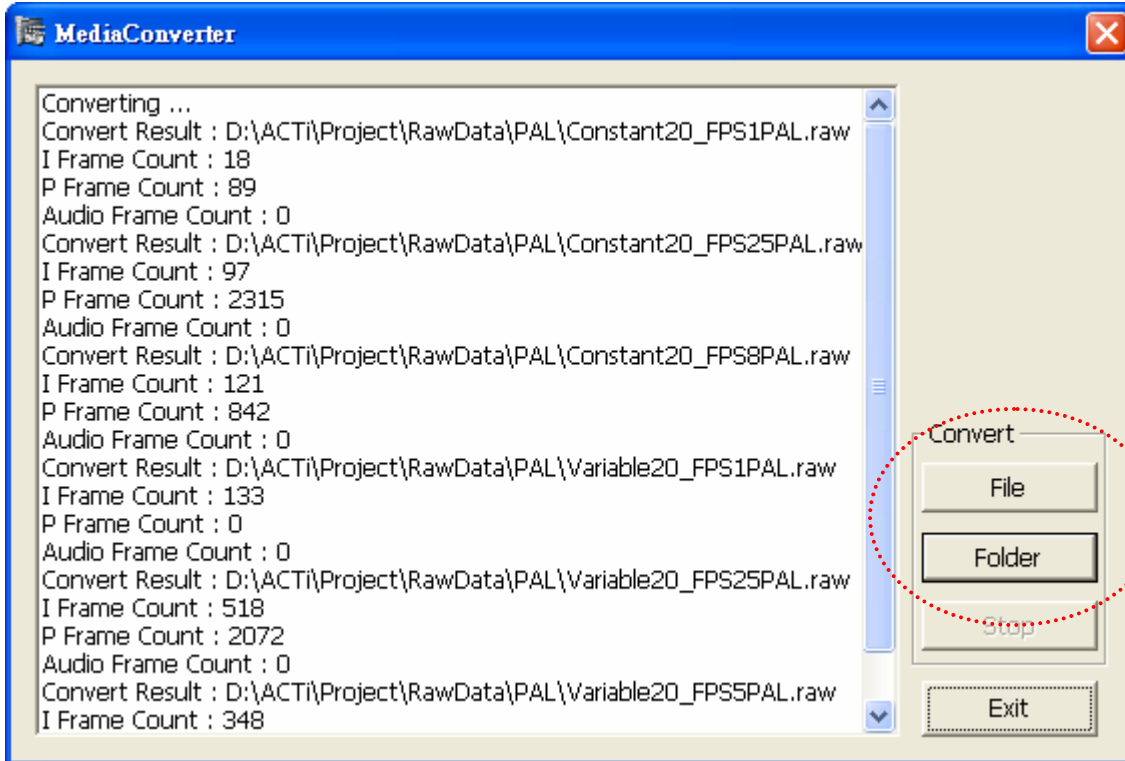 MediaConverter
Converting ...
Convert Result : D:\ACTi\Project\RawData\PAL\Constant20_FPS1PAL.raw
I Frame Count : 18
P Frame Count : 89
Audio Frame Count : 0
Convert Result : D:\ACTi\Project\RawData\PAL\Constant20_FPS25PAL.raw
I Frame Count : 97
P Frame Count : 2315
Audio Frame Count : 0
Convert Result : D:\ACTi\Project\RawData\PAL\Constant20_FPS8PAL.raw
I Frame Count : 121
P Frame Count : 842
Audio Frame Count : 0
Convert Result : D:\ACTi\Project\RawData\PAL\Variable20_FPS1PAL.raw
I Frame Count : 133
P Frame Count : 0
Audio Frame Count : 0
Convert Result : D:\ACTi\Project\RawData\PAL\Variable20_FPS25PAL.raw
I Frame Count : 518
P Frame Count : 2072
Audio Frame Count : 0
Convert Result : D:\ACTi\Project\RawData\PAL\Variable20_FPS5PAL.raw
I Frame Count : 348
Convert
File
Folder
Stop
Exit